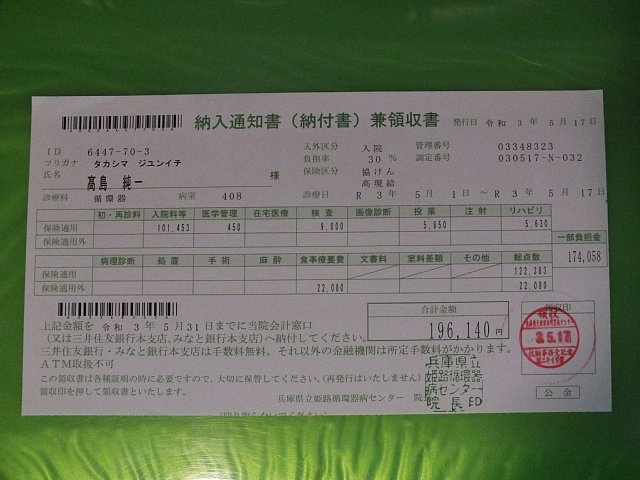 納入通知書（納付書）兼領収書 発行日 令和 3年 5月17日
ID 6447-70-3 入外区分 入院 管理番号 03348323
フリガナ タカシマ ジユンイチ 負担率 30 % 調定番号 030517-N-032
氏名 髙島 純一 様 保険区分 協けん
高現給
診療科 循環器 病室 408 診療日 R 3年 5月 1日 ～ R 3年 5月 17日
初・再診料 入院料等 医学管理 在宅医療 検査 画像診断 投薬 注射 リハビリ
保険適用 101,453 450 9,000 5,850 5,630
保険適用外 一部負担金
病理診断 処置 手術 麻酔 食事療養費 文書料 室料差額 その他 総点数 174,058
保険適用 122,383
保険適用外 22,080 22,080
合計金額 領収印
196,140 円
上記金額を 令和 3年 5月31日までに当院会計窓口
（又は三井住友銀行本支店、みなと銀行本支店）へ納付してください。
三井住友銀行・みなと銀行本支店は手数料無料。それ以外の金融機関は所定手数料がかかります。
ATM取扱不可
この領収書は各種証明の時に必要ですので、大切に保管してください。（再発行はいたしません）
領収印を押して領収書といたします。
兵庫県立姫路循環器病センター 院長
兵庫県立
姫路循環器
病センター
院長印
領収
3.5.17
公金